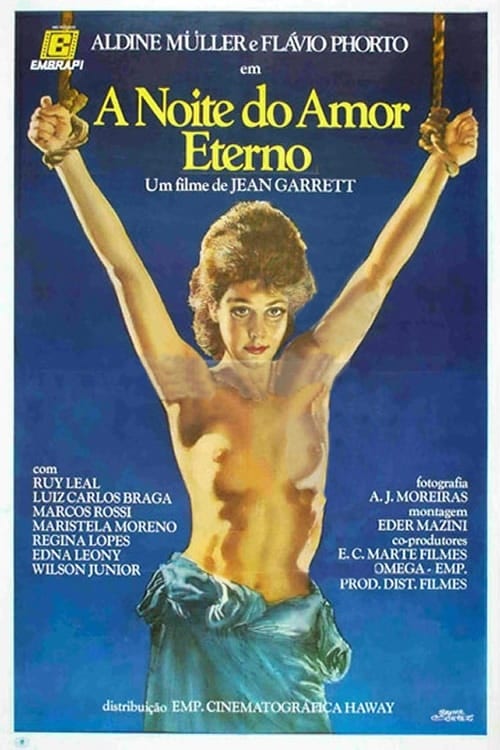 EMBRAPI
ALDINE MÜLLER e FLÁVIO PHORTO
em
A NOITE DO AMOR
ETERNO
Um filme de JEAN GARRETT
com
RUY LEAL
LUIZ CARLOS BRAGA
MARCOS ROSSI
MARISTELA MORENO
REGINA LOPES
EDNA LEONY
WILSON JUNIOR
fotografia
A. J. MOREIRAS
montagem
EDER MAZINI
co-produtores
E. C. MARTE FILMES
OMEGA - EMP.
PROD. DIST. FILMES
distribuição EMP. CINEMATOGRÁFICA HAWAY